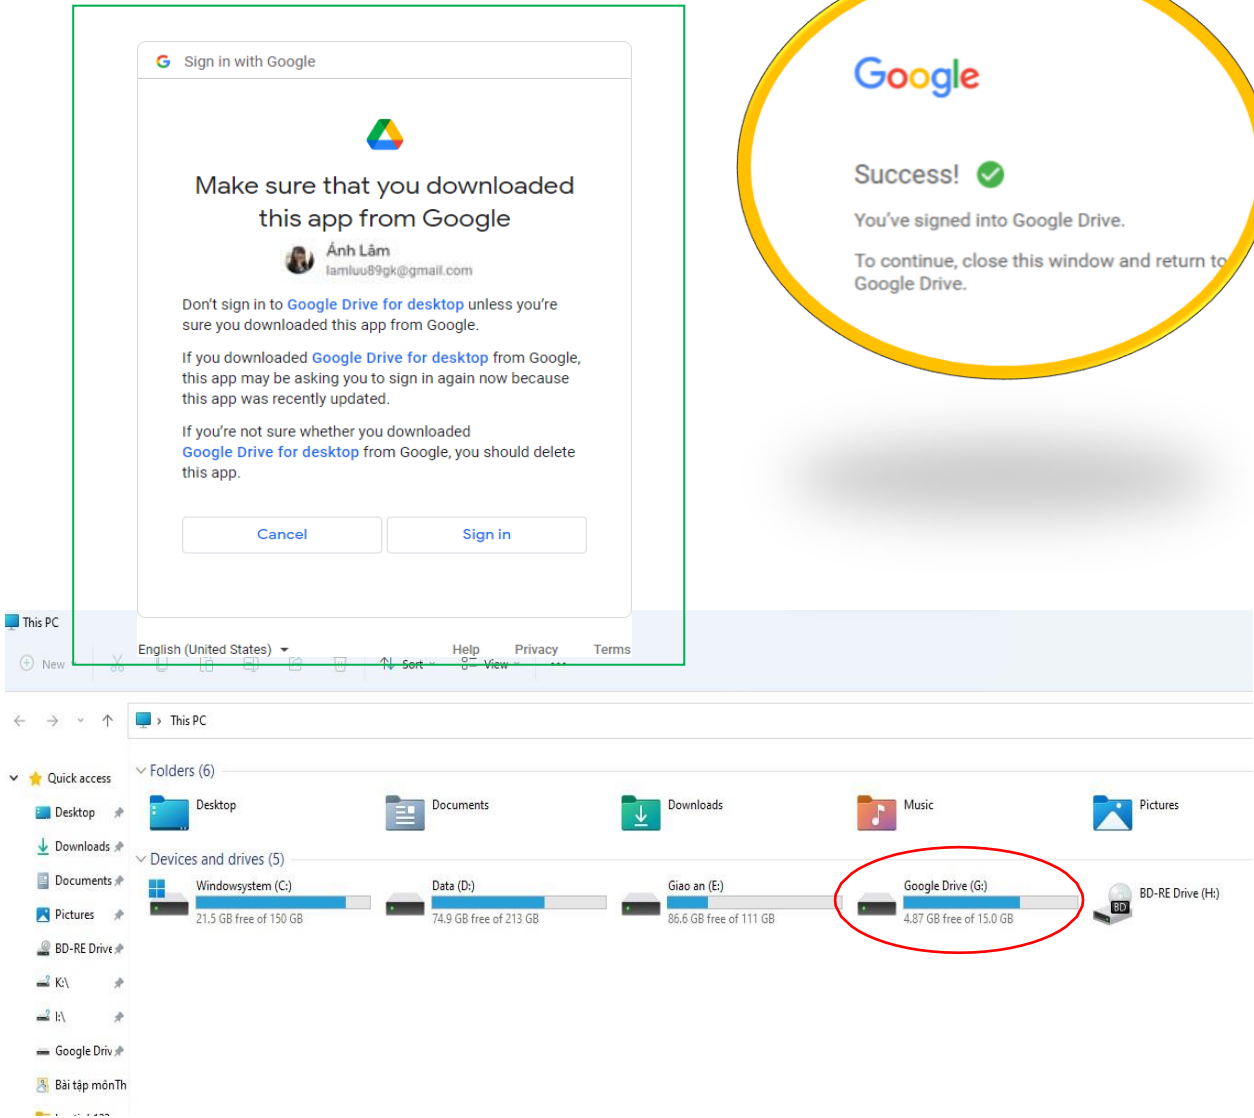 Sign in with Google
Make sure that you downloaded
this app from Google
Ánh Lâm
lamluu89gk@gmail.com
Don't sign in to Google Drive for desktop unless you're
sure you downloaded this app from Google.
If you downloaded Google Drive for desktop from Google,
this app may be asking you to sign in again now because
this app was recently updated.
If you're not sure whether you downloaded
Google Drive for desktop from Google, you should delete
this app.
Cancel
Sign in
English (United States)
Help
Privacy
Terms
Google
Success!
You've signed into Google Drive.
To continue, close this window and return to
Google Drive.
This PC
New
Sort
View
This PC
Quick access
Desktop
Downloads
Documents
Pictures
BD-RE Drive
K:\
I:\
Google Driv
Bài tập mônTh
Folders (6)
Desktop
Documents
Downloads
Music
Pictures
Devices and drives (5)
Windowsystem (C:)
21.5 GB free of 150 GB
Data (D:)
74.9 GB free of 213 GB
Giao an (E:)
86.6 GB free of 111 GB
Google Drive (G:)
4.87 GB free of 15.0 GB
BD-RE Drive (H:)
BD